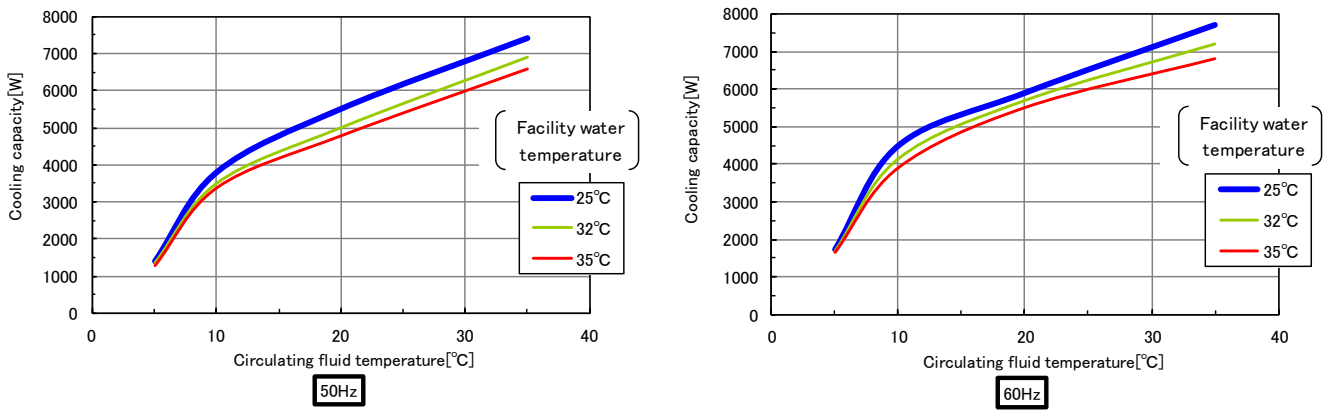 8000
7000
6000
5000
4000
3000
2000
1000
0
Cooling capacity[W]
0 10 20 30 40
Circulating fluid temperature[℃]
50Hz
Facility water
temperature
25℃
32℃
35℃
8000
7000
6000
5000
4000
3000
2000
1000
0
Cooling capacity[W]
0 10 20 30 40
Circulating fluid temperature[℃]
60Hz
Facility water
temperature
25℃
32℃
35℃